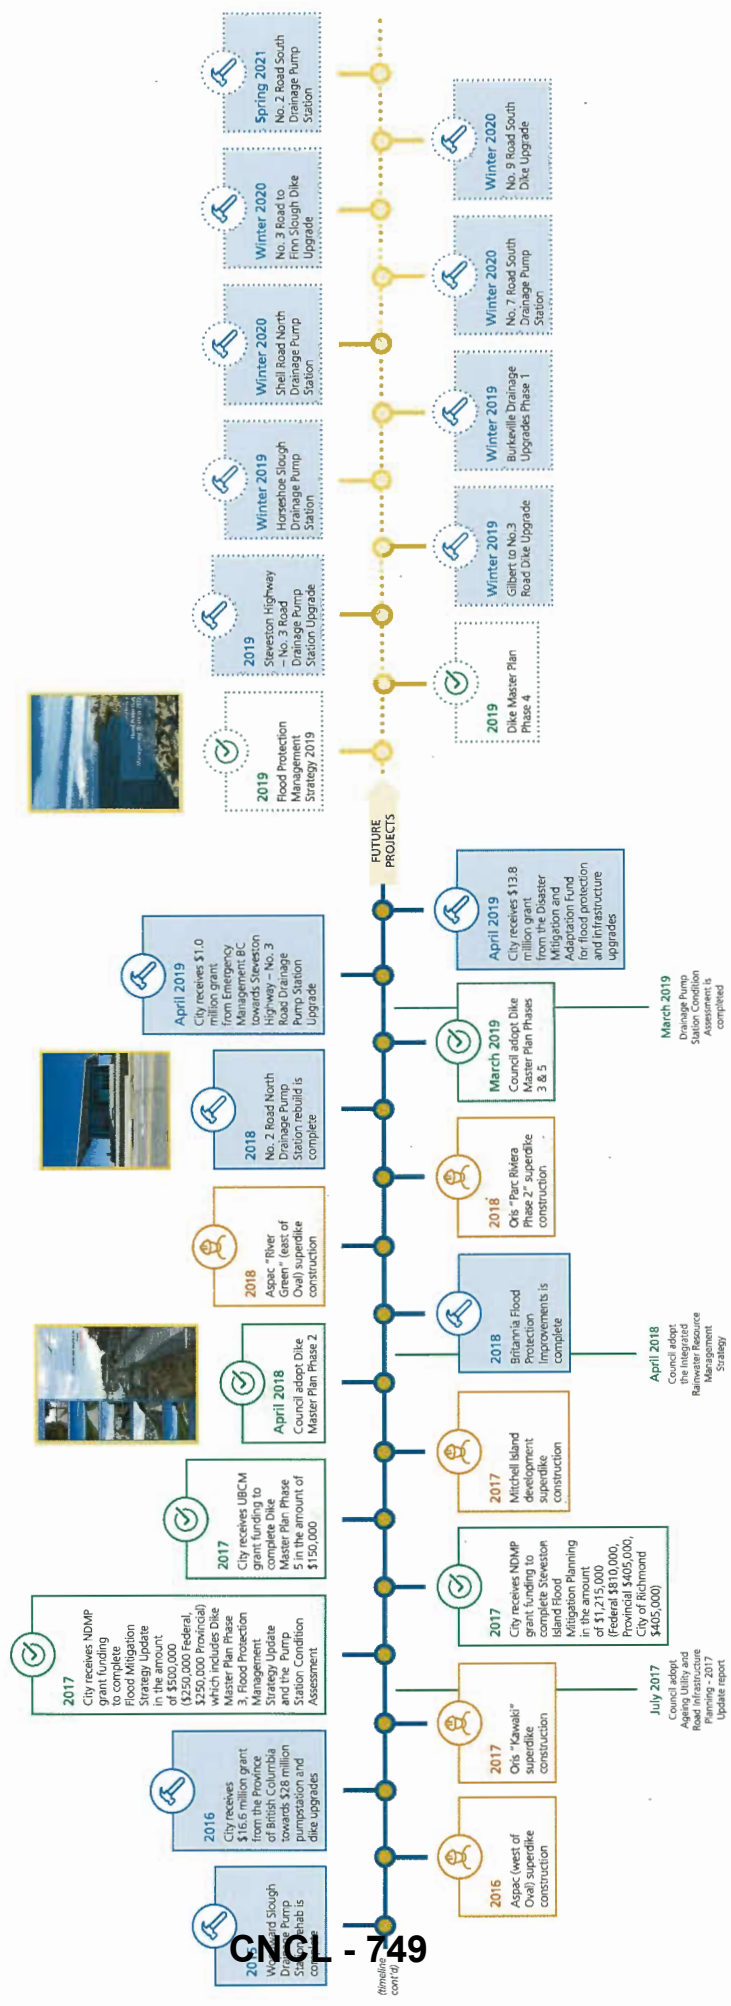 (timeline
cont'd)
Drainage Pump
complete
2016
Aspac (west of
Oval) superdike
construction
2016
City receives
$16.6 million grant
from the Province
of British Columbia
towards $28 million
pumpstation and
dike upgrades
2017
Oris "Kawaki"
superdike
construction
July 2017
Council adopt
Ageing Utility and
Road Infrastructure
Planning – 2017
Update report
2017
City receives NDMP
grant funding
to complete
Flood Mitigation
Strategy Update
in the amount
of $500,000
($250,000 Federal,
$250,000 Provincial)
which includes Dike
Master Plan Phase
3, Flood Protection
Management
Strategy Update
and the Pump
Station Condition
Assessment
2017
City receives NDMP
grant funding to
complete Steveston
Island Flood
Mitigation Planning
in the amount
of $1,215,000
(Federal $810,000,
Provincial $405,000,
City of Richmond
$405,000)
2017
City receives UBCM
grant funding to
complete Dike
Master Plan Phase
5 in the amount of
$150,000
2017
Mitchell Island
development
superdike
construction
April 2018
Council adopt Dike
Master Plan Phase 2
April 2018
Council adopt
the Integrated
Rainwater Resource
Management
Strategy
2018
Britannia Flood
Protection
Improvements is
complete
2018
Aspac "River
Green" (east of
Oval) superdike
construction
2018
Oris "Parc Riviera
Phase 2" superdike
construction
2018
No. 2 Road North
Drainage Pump
Station rebuild is
complete
March 2019
Council adopt Dike
Master Plan Phases
3 & 5
March 2019
Drainage Pump
Station Condition
Assessment is
completed
April 2019
City receives $1.0
million grant
from Emergency
Management BC
towards Steveston
Highway – No. 3
Road Drainage
Pump Station
Upgrade
April 2019
City receives $13.8
million grant
from the Disaster
Mitigation and
Adaptation Fund
for flood protection
and infrastructure
upgrades
FUTURE
PROJECTS
2019
Flood Protection
Management
Strategy 2019
2019
Dike Master Plan
Phase 4
2019
Steveston Highway
– No. 3 Road
Drainage Pump
Station Upgrade
Winter 2019
Gilbert to No.3
Road Dike Upgrade
Winter 2019
Horseshoe Slough
Drainage Pump
Station
Winter 2019
Burkeville Drainage
Upgrades Phase 1
Winter 2020
Shell Road North
Drainage Pump
Station
Winter 2020
No. 7 Road South
Drainage Pump
Station
Winter 2020
No. 3 Road to
Finn Slough Dike
Upgrade
Winter 2020
No. 9 Road South
Dike Upgrade
Spring 2021
No. 2 Road South
Drainage Pump
Station
CNCL - 749